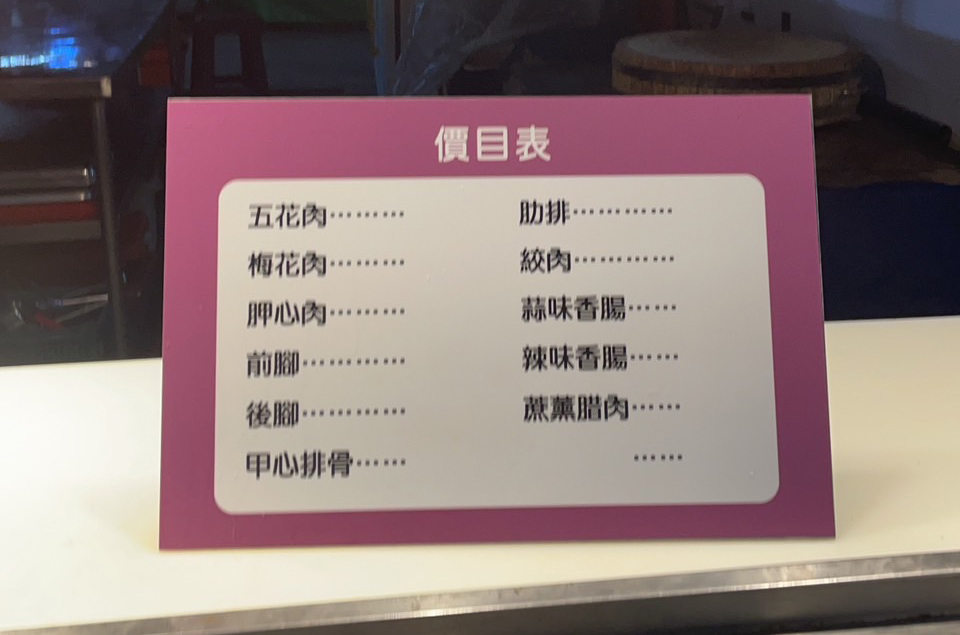 價目表
五花肉………
梅花肉………
胛心肉………
前腳…………
後腳…………
甲心排骨……
肋排…………
絞肉…………
蒜味香腸……
辣味香腸……
蔗薰腊肉……
……